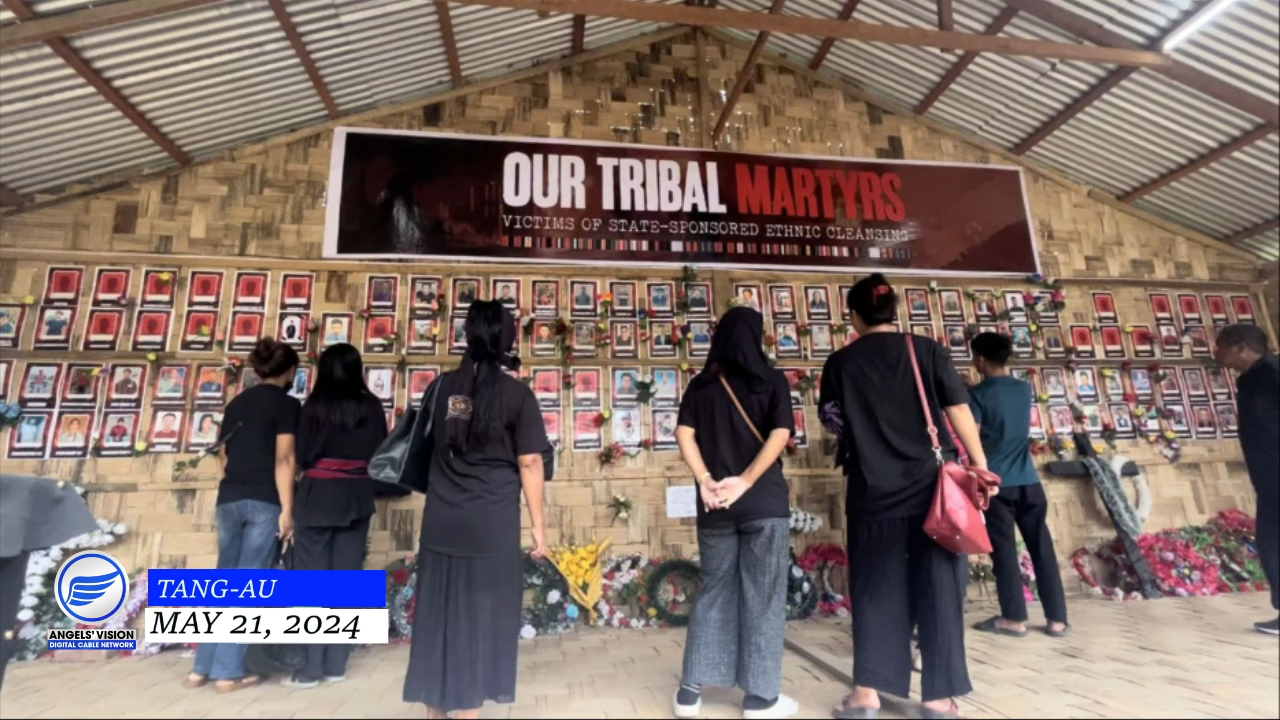 OUR TRIBAL MARTYRS
VICTIMS OF STATE-SPONSORED ETHNIC CLEANSING
TANG-AU
MAY 21, 2024
ANGELS' VISION
DIGITAL CABLE NETWORK